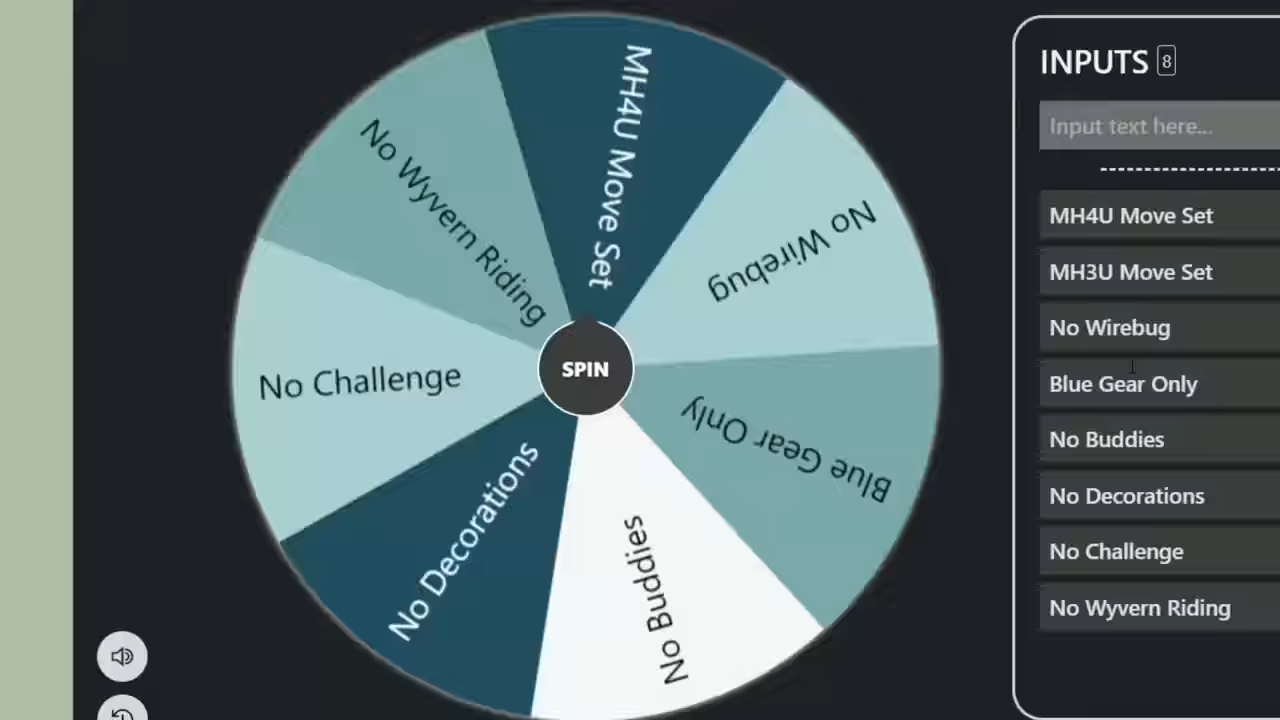 MH4U Move Set
No Wirebug
Blue Gear Only
No Buddies
No Decorations
No Challenge
No Wyvern Riding
SPIN
INPUTS 8
Input text here...
MH4U Move Set
MH3U Move Set
No Wirebug
Blue Gear Only
No Buddies
No Decorations
No Challenge
No Wyvern Riding